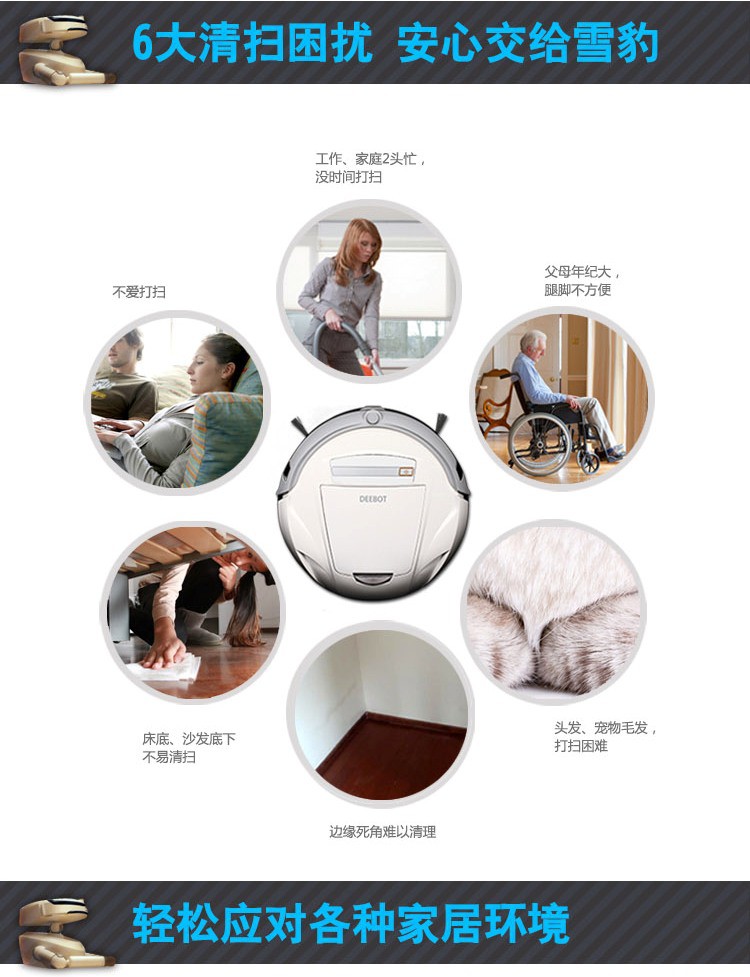 6大清扫困扰 安心交给雪豹
工作、家庭2头忙，
没时间打扫
父母年纪大，
腿脚不方便
不爱打扫
DEEBOT
床底、沙发底下
不易清扫
头发、宠物毛发，
打扫困难
边缘死角难以清理
轻松应对各种家居环境